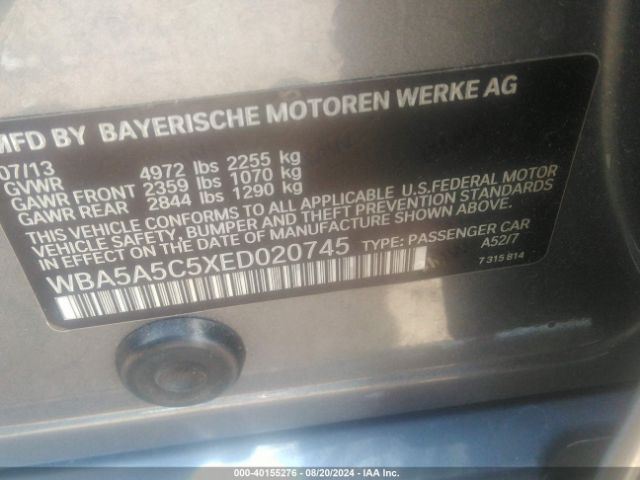 MFD BY BAYERISCHE MOTOREN WERKE AG
07/13
GVWR 4972 lbs 2255 kg
GAWR FRONT 2359 lbs 1070 kg
GAWR REAR 2844 lbs 1290 kg
THIS VEHICLE CONFORMS TO ALL APPLICABLE U.S.FEDERAL MOTOR
VEHICLE SAFETY, BUMPER AND THEFT PREVENTION STANDARDS
IN EFFECT ON THE DATE OF MANUFACTURE SHOWN ABOVE.
WBA5A5C5XED020745 TYPE: PASSENGER CAR
A52/7
7 315 814
000-40155276 - 08/20/2024 - IAA Inc.